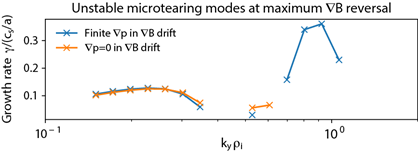 Unstable microtearing modes at maximum ∇B reversal
Growth rate γ/(cₛ/a)
0.3
0.2
0.1
Finite ∇p in ∇B drift
∇p=0 in ∇B drift
10⁻¹
10⁰
kᵧρᵢ